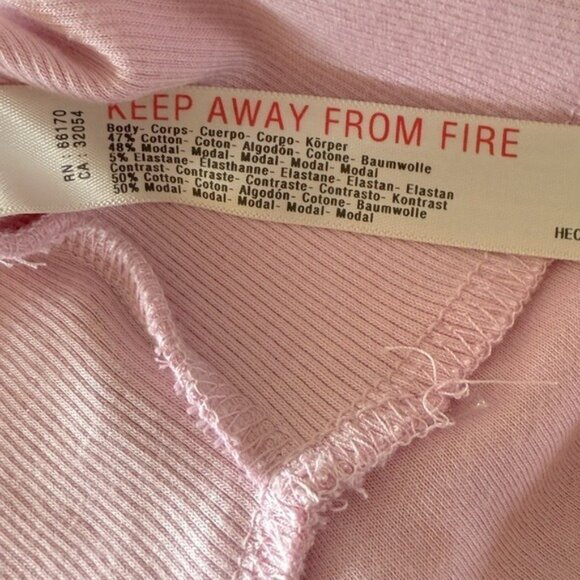 RN : 66170
CA : 32054
KEEP AWAY FROM FIRE
Body- Corps- Cuerpo- Corpo- Körper
47% Cotton- Coton- Algodón- Cotone- Baumwolle
48% Modal- Modal- Modal- Modal- Modal
5% Elastane- Elasthanne- Elastane- Elastan- Elastan
Contrast- Contraste- Contraste- Contrasto- Kontrast
50% Cotton- Coton- Algodón- Cotone- Baumwolle
50% Modal- Modal- Modal- Modal- Modal